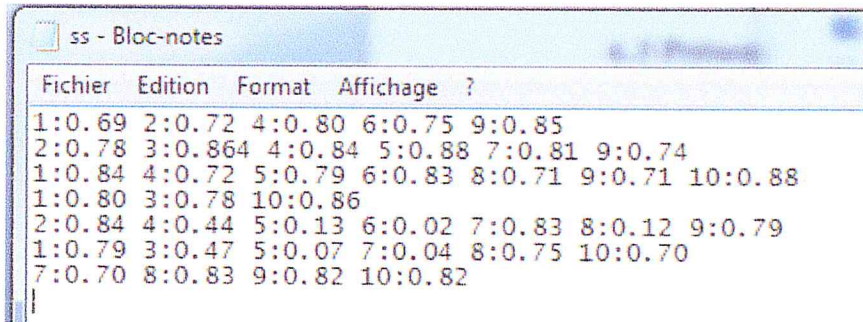 ss - Bloc-notes
Fichier Edition Format Affichage ?
1:0.69 2:0.72 4:0.80 6:0.75 9:0.85
2:0.78 3:0.864 4:0.84 5:0.88 7:0.81 9:0.74
1:0.84 4:0.72 5:0.79 6:0.83 8:0.71 9:0.71 10:0.88
1:0.80 3:0.78 10:0.86
2:0.84 4:0.44 5:0.13 6:0.02 7:0.83 8:0.12 9:0.79
1:0.79 3:0.47 5:0.07 7:0.04 8:0.75 10:0.70
7:0.70 8:0.83 9:0.82 10:0.82